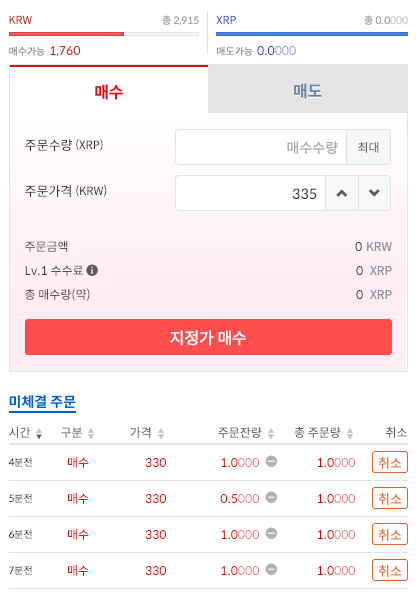 KRW 총 2,915 XRP 총 0.0000
매수가능 1,760 매도가능 0.0000
매수 매도
주문수량 (XRP) 매수수량 최대
주문가격 (KRW) 335
주문금액 0 KRW
Lv.1 수수료 0 XRP
총 매수량(약) 0 XRP
지정가 매수
미체결 주문
시간 구분 가격 주문잔량 총 주문량 취소
4분전 매수 330 1.0000 1.0000 취소
5분전 매수 330 0.5000 1.0000 취소
6분전 매수 330 1.0000 1.0000 취소
7분전 매수 330 1.0000 1.0000 취소